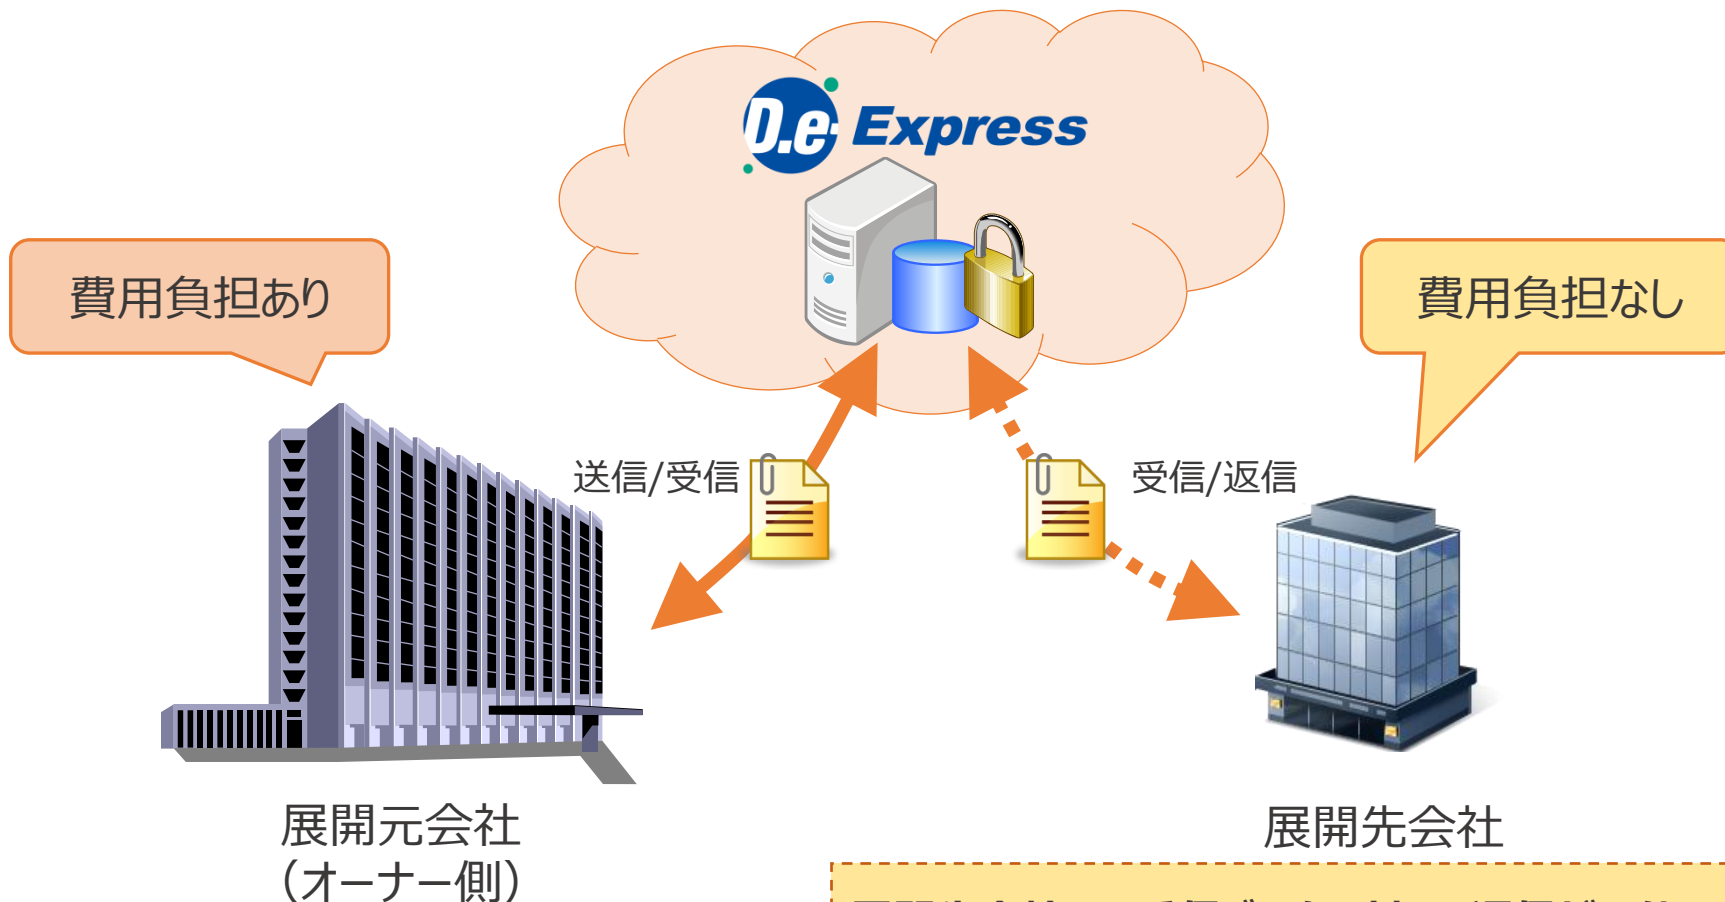 D.e-Express
費用負担あり
費用負担なし
送信/受信
受信/返信
展開元会社
（オーナー側）
展開先会社